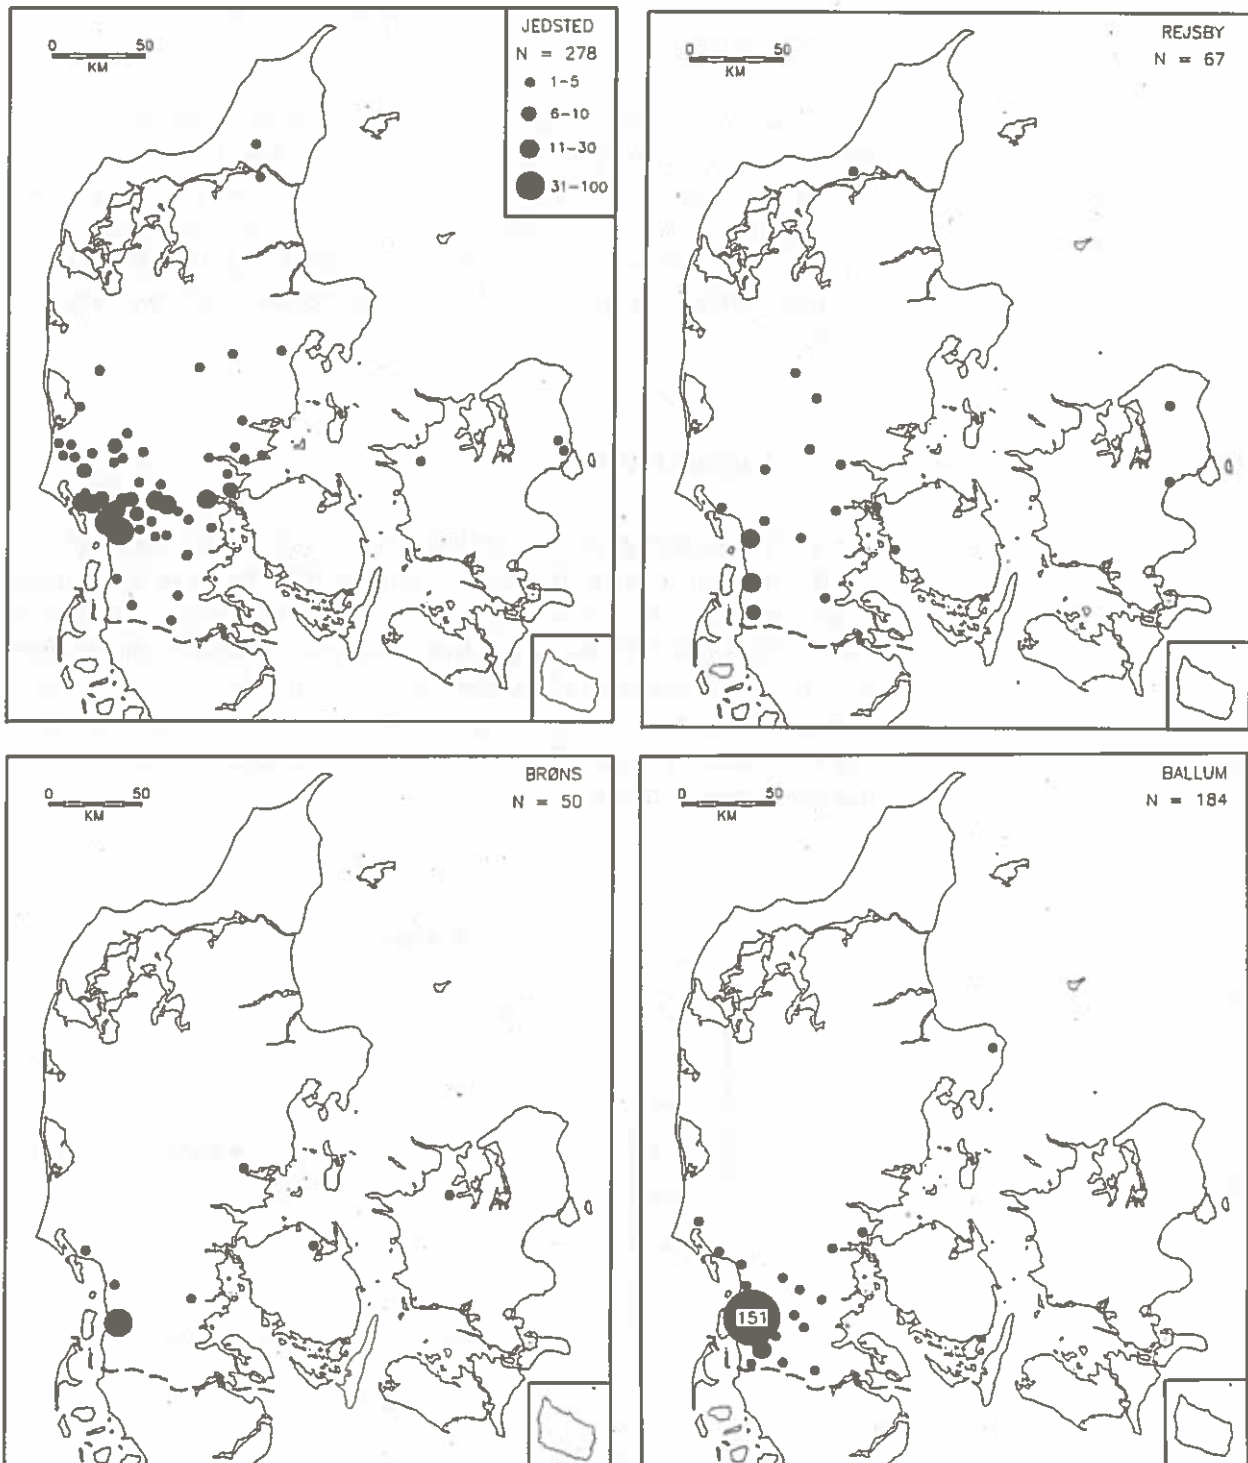 JEDSTED
N = 278
1–5
6–10
11–30
31–100
0 50
KM
REJSBY
N = 67
0 50
KM
BRØNS
N = 50
0 50
KM
BALLUM
N = 184
0 50
KM
151